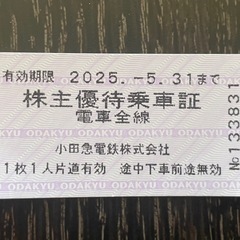 有効期限 2025.-5.31まで
株主優待乗車証
電車全線
小田急電鉄株式会社
1枚1人片道有効 途中下車前途無効
№133831
ODAKYU ODAKYU ODAKYU ODAKYU